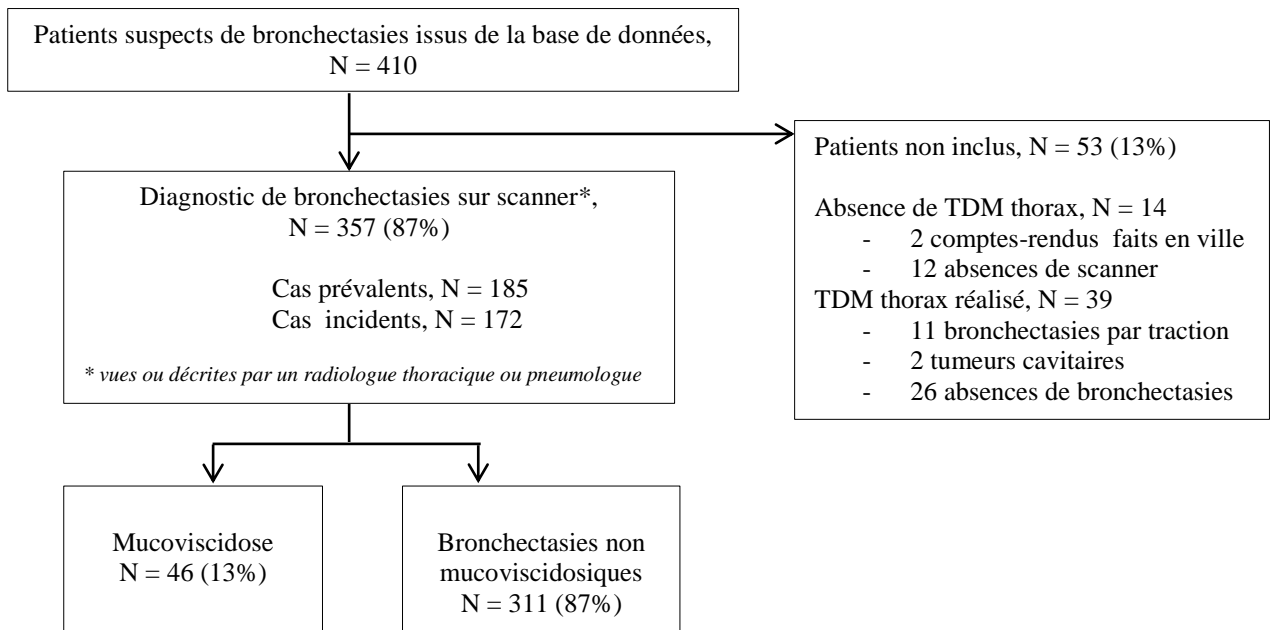 Patients suspects de bronchectasies issus de la base de données,
N = 410
Patients non inclus, N = 53 (13%)
Absence de TDM thorax, N = 14
- 2 comptes-rendus faits en ville
- 12 absences de scanner
TDM thorax réalisé, N = 39
- 11 bronchectasies par traction
- 2 tumeurs cavitaires
- 26 absences de bronchectasies
Diagnostic de bronchectasies sur scanner*,
N = 357 (87%)
Cas prévalents, N = 185
Cas incidents, N = 172
* vues ou décrites par un radiologue thoracique ou pneumologue
Mucoviscidose
N = 46 (13%)
Bronchectasies non
mucoviscidosiques
N = 311 (87%)